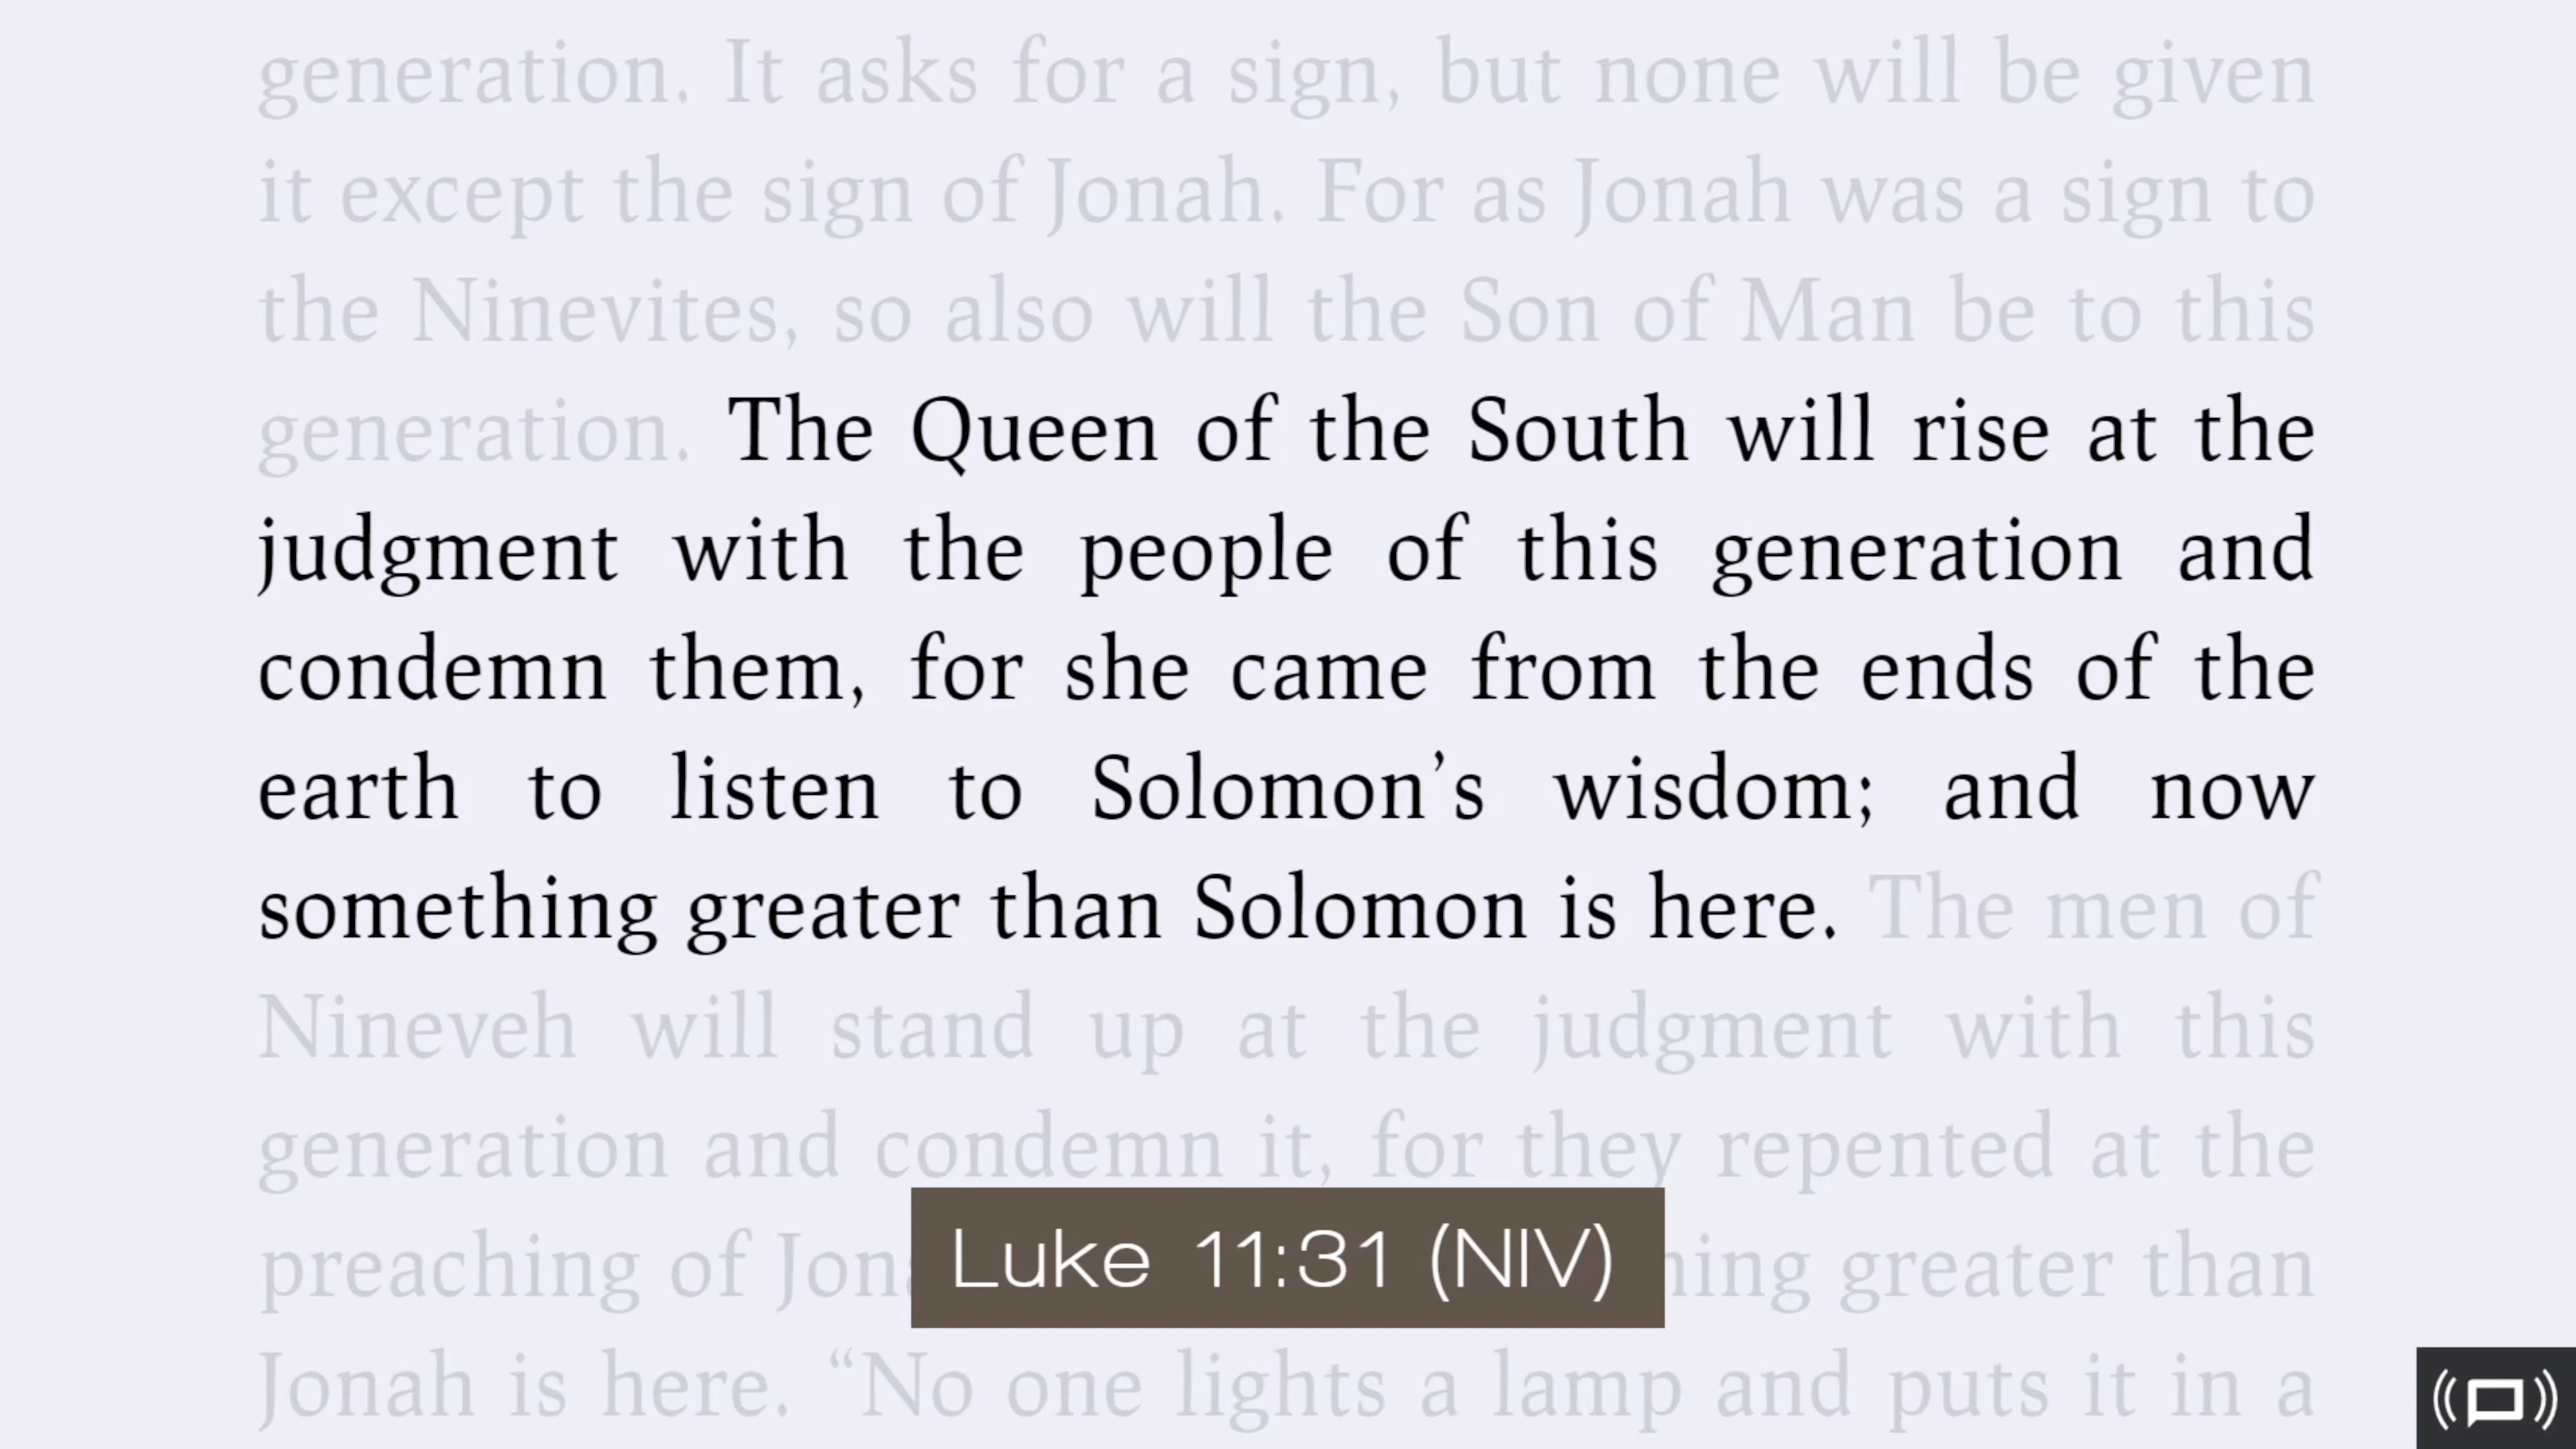 generation. It asks for a sign, but none will be given
it except the sign of Jonah. For as Jonah was a sign to
the Ninevites, so also will the Son of Man be to this
generation. The Queen of the South will rise at the
judgment with the people of this generation and
condemn them, for she came from the ends of the
earth to listen to Solomon’s wisdom; and now
something greater than Solomon is here. The men of
Nineveh will stand up at the judgment with this
generation and condemn it, for they repented at the
preaching of greater than
Luke 11:31 (NIV)
Jonah is here. “No one lights a lamp and puts it in a